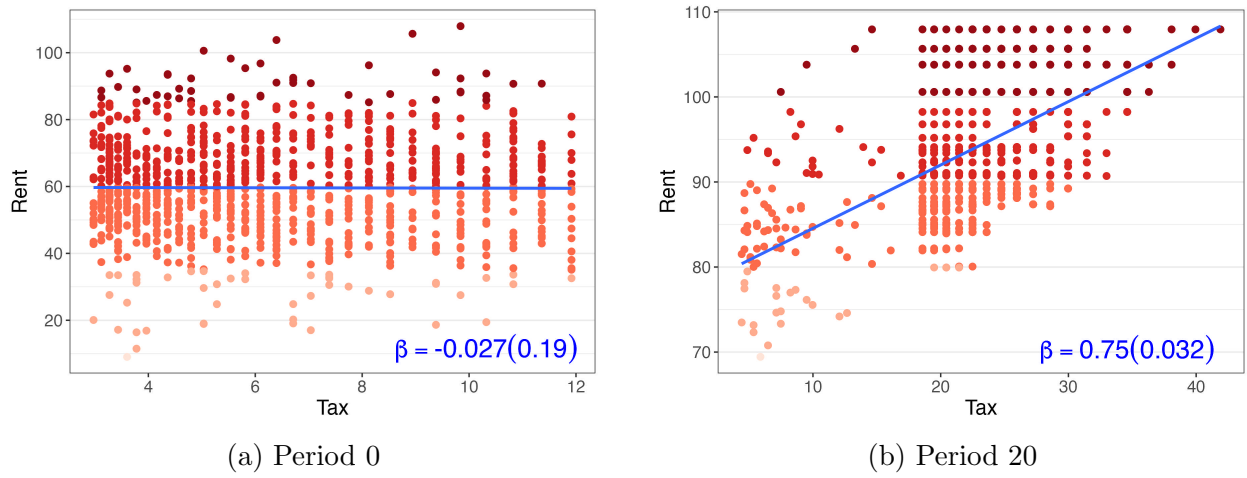 100
80
60
40
20
Rent
β = -0.027(0.19)
4
6
8
10
12
Tax
(a) Period 0
110
100
90
80
70
Rent
β = 0.75(0.032)
10
20
30
40
Tax
(b) Period 20